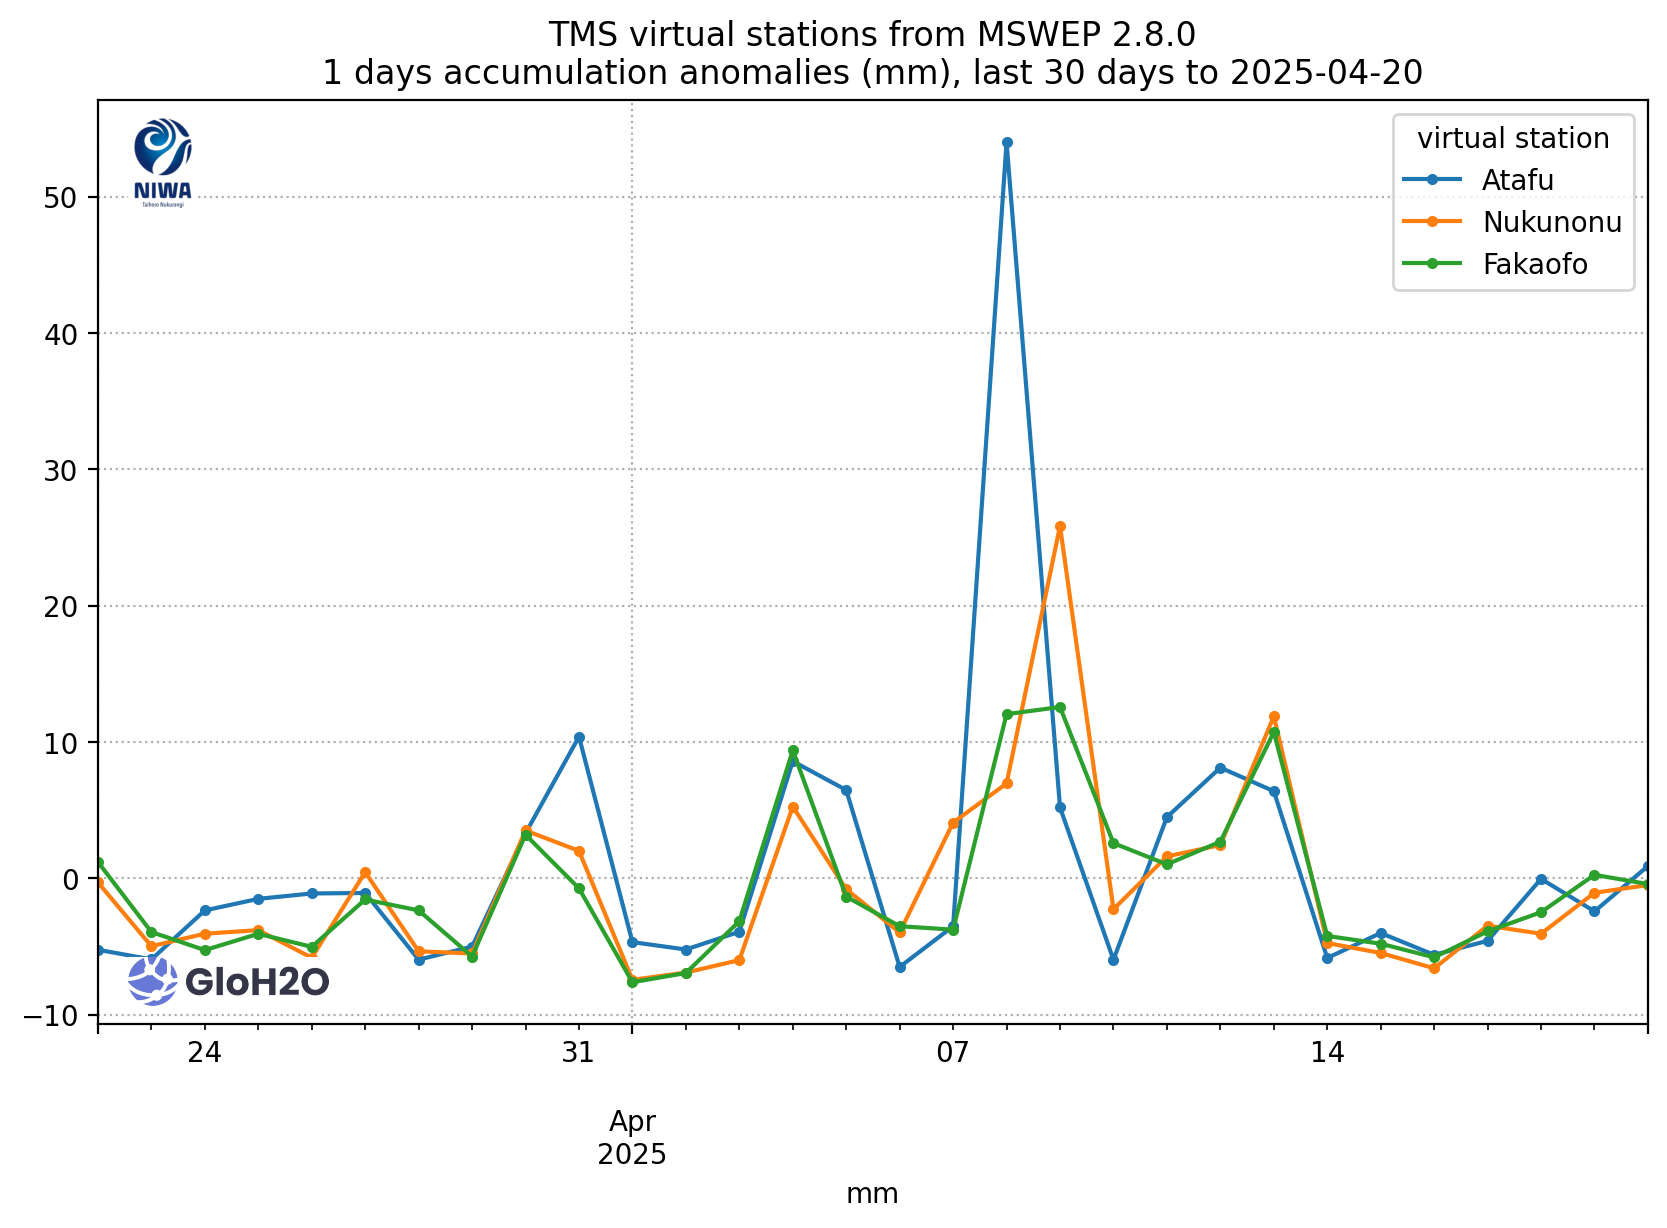 TMS virtual stations from MSWEP 2.8.0
1 days accumulation anomalies (mm), last 30 days to 2025-04-20
NIWA
Taihoro Nukurangi
virtual station
Atafu
Nukunonu
Fakaofo
50
40
30
20
10
0
−10
GloH2O
24
31
07
14
Apr
2025
mm